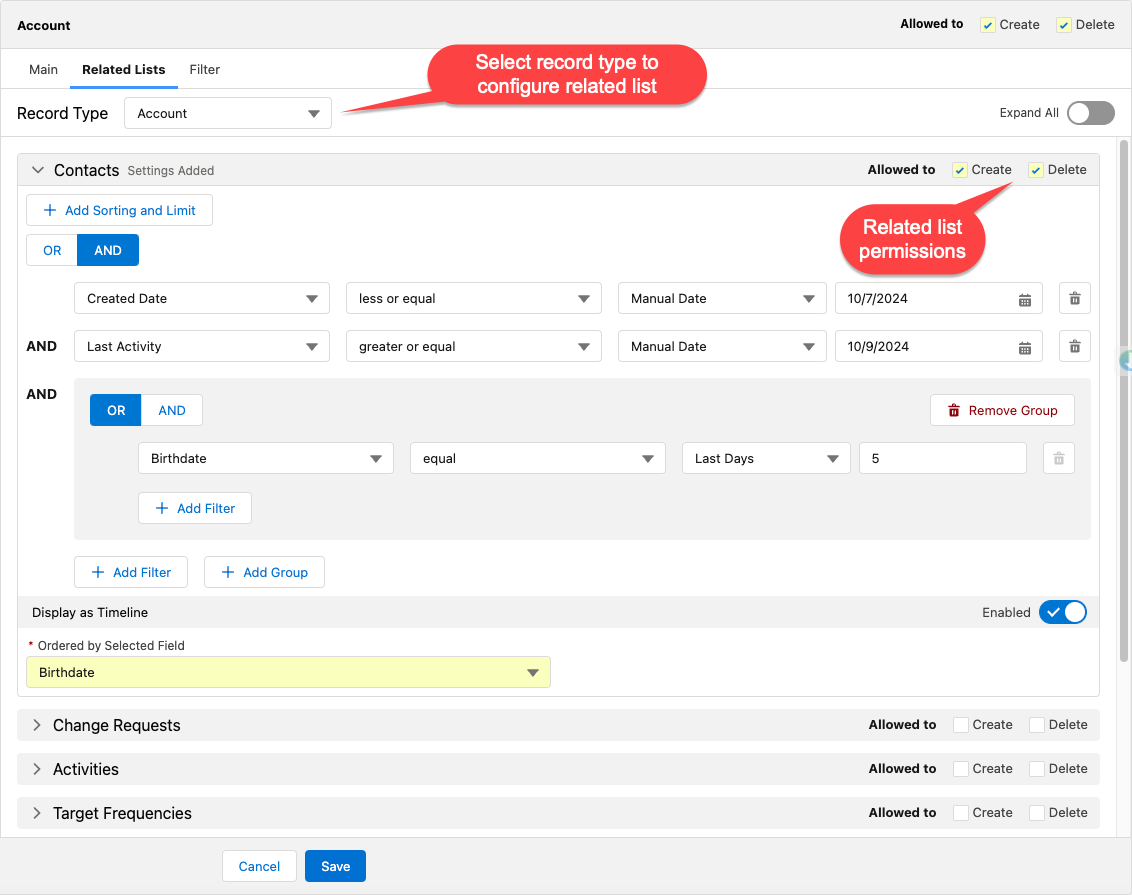 Account Allowed to Create Delete
Main Related Lists Filter
Select record type to
configure related list
Record Type Account Expand All
Contacts Settings Added Allowed to Create Delete
Add Sorting and Limit
Related list
permissions
OR AND
Created Date less or equal Manual Date 10/7/2024
AND Last Activity greater or equal Manual Date 10/9/2024
AND
OR AND Remove Group
Birthdate equal Last Days 5
Add Filter
Add Filter Add Group
Display as Timeline Enabled
* Ordered by Selected Field
Birthdate
Change Requests Allowed to Create Delete
Activities Allowed to Create Delete
Target Frequencies Allowed to Create Delete
Cancel Save